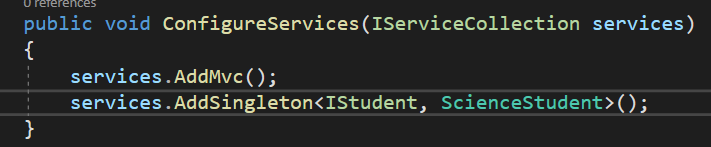 0 references
public void ConfigureServices(IServiceCollection services)
{
services.AddMvc();
services.AddSingleton<IStudent, ScienceStudent>();
}